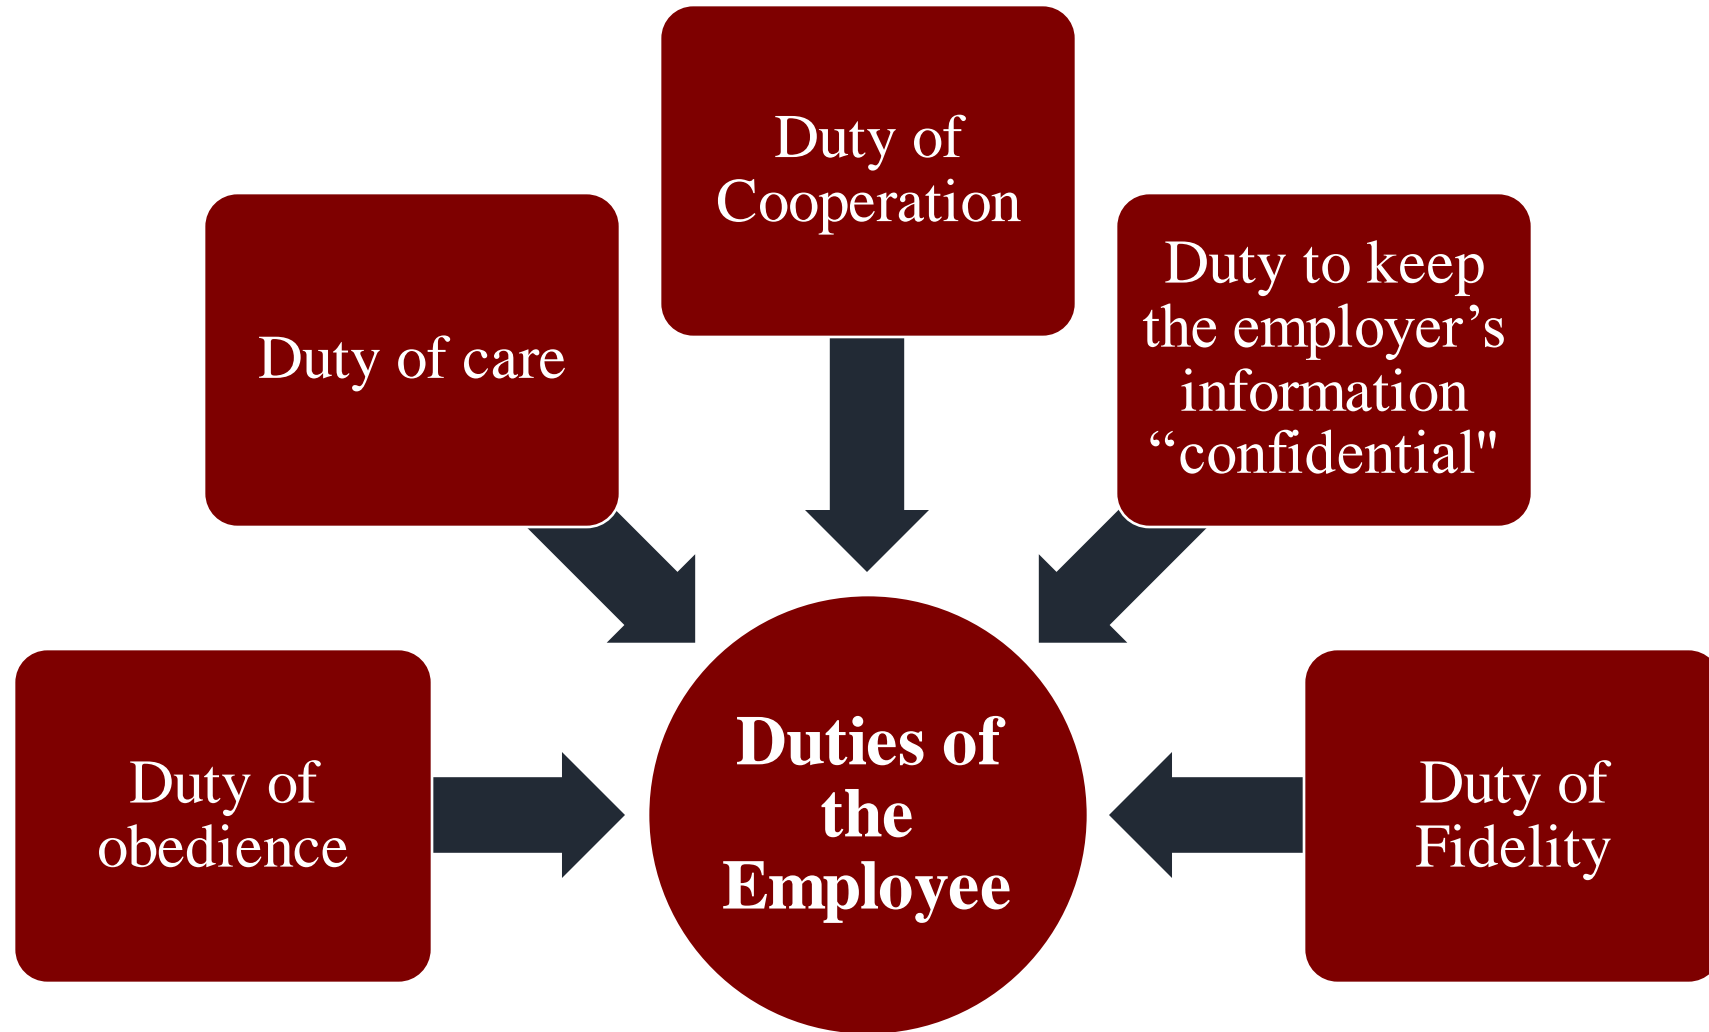 Duty of
Cooperation
Duty of care
Duty to keep
the employer’s
information
“confidential"
Duty of
obedience
Duties of
the
Employee
Duty of
Fidelity